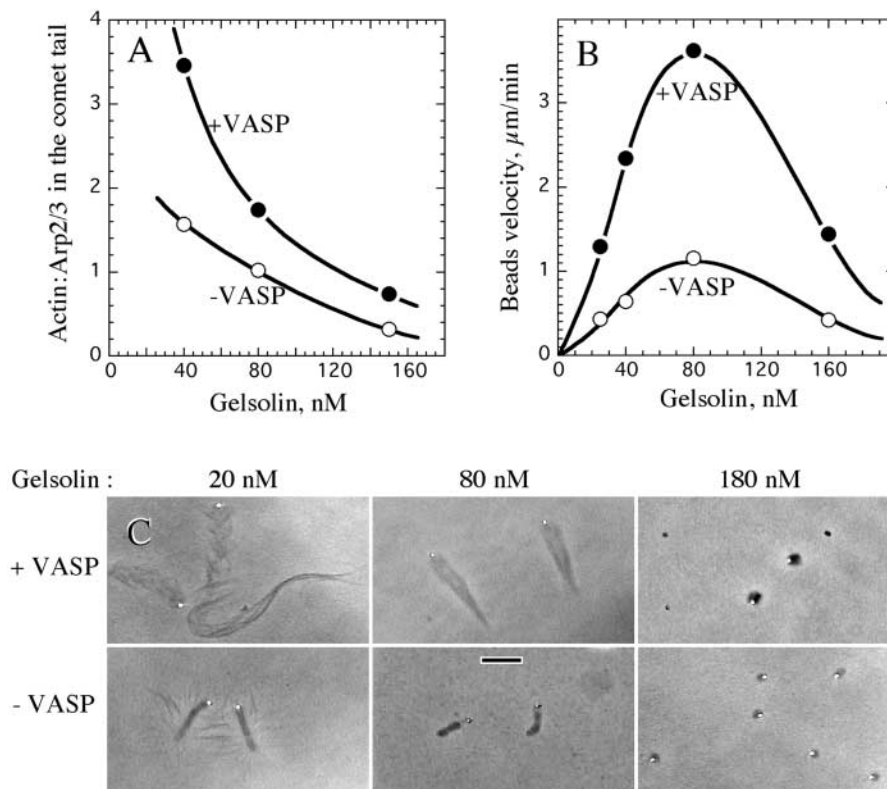 A
Actin : Arp2/3 in the comet tail
4
3
2
1
0
+VASP
-VASP
0
40
80
120
160
Gelsolin, nM
B
Beads velocity, µm/min
3
2
1
0
+VASP
-VASP
0
40
80
120
160
Gelsolin, nM
Gelsolin :
20 nM
80 nM
180 nM
C
+ VASP
- VASP